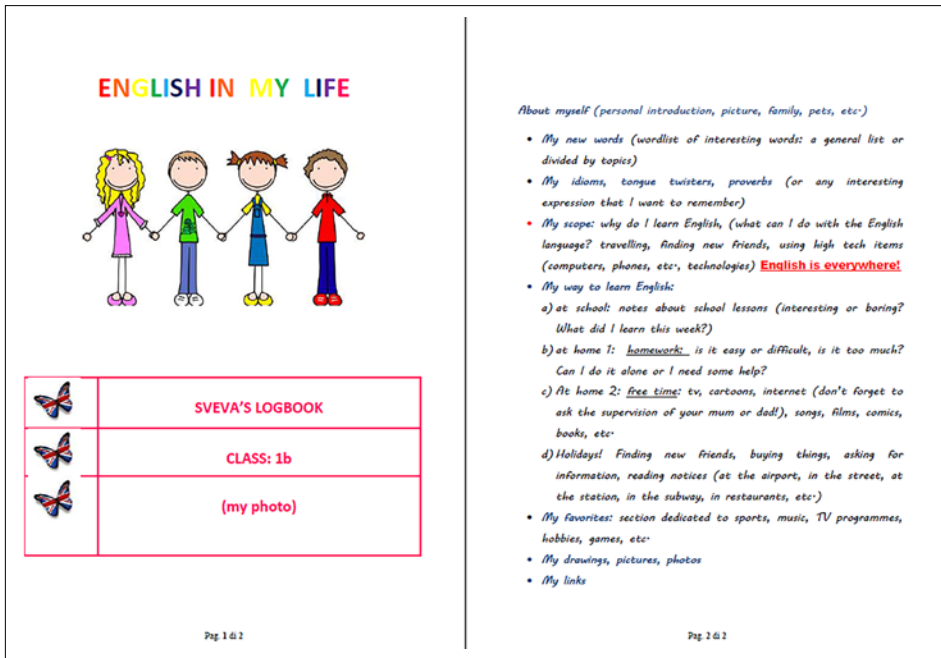 ENGLISH IN MY LIFE
SVEVA'S LOGBOOK
CLASS: 1b
(my photo)
Pag. 1 di 2
About myself (personal introduction, picture, family, pets, etc.)
• My new words (wordlist of interesting words: a general list or
divided by topics)
• My idioms, tongue twisters, proverbs (or any interesting
expression that I want to remember)
• My scope: why do I learn English, (what can I do with the English
language? travelling, finding new friends, using high tech items
(computers, phones, etc., technologies) English is everywhere!
• My way to learn English:
a) at school: notes about school lessons (interesting or boring?
What did I learn this week?)
b) at home 1: homework: is it easy or difficult, is it too much?
Can I do it alone or I need some help?
c) At home 2: free time: tv, cartoons, internet (don't forget to
ask the supervision of your mum or dad!), songs, films, comics,
books, etc.
d) Holidays! Finding new friends, buying things, asking for
information, reading notices (at the airport, in the street, at
the station, in the subway, in restaurants, etc.)
• My favorites: section dedicated to sports, music, TV programmes,
hobbies, games, etc.
• My drawings, pictures, photos
• My links
Pag. 2 di 2